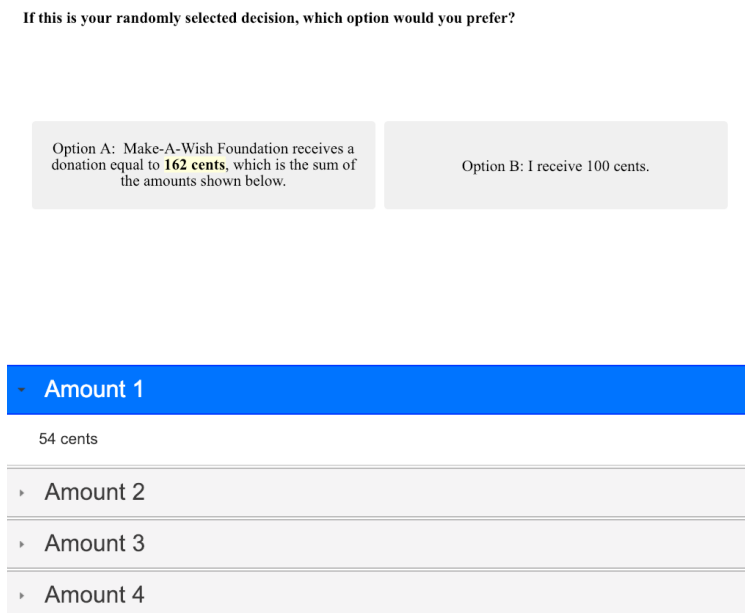 If this is your randomly selected decision, which option would you prefer?
Option A: Make-A-Wish Foundation receives a
donation equal to 162 cents, which is the sum of
the amounts shown below.
Option B: I receive 100 cents.
Amount 1
54 cents
Amount 2
Amount 3
Amount 4